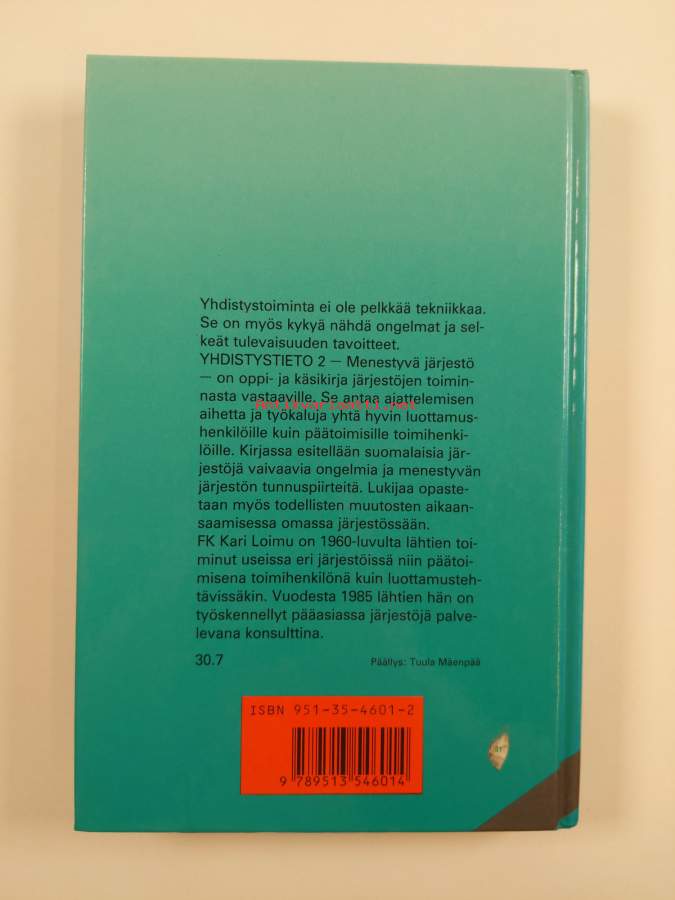 Yhdistystoiminta ei ole pelkkää tekniikkaa.
Se on myös kykyä nähdä ongelmat ja sel-
keät tulevaisuuden tavoitteet.
YHDISTYSTIETO 2 — Menestyvä järjestö
— on oppi- ja käsikirja järjestöjen toimin-
nasta vastaaville. Se antaa ajattelemisen
Antikvariaatti.net
aihetta ja työkaluja yhtä hyvin luottamus-
henkilöille kuin päätoimisille toimihenki-
löille. Kirjassa esitellään suomalaisia jär-
jestöjä vaivaavia ongelmia ja menestyvän
järjestön tunnuspiirteitä. Lukijaa opaste-
taan myös todellisten muutosten aikaan-
saamisessa omassa järjestössään.
FK Kari Loimu on 1960-luvulta lähtien toi-
minut useissa eri järjestöissä niin päätoi-
misena toimihenkilönä kuin luottamusteh-
tävissäkin. Vuodesta 1985 lähtien hän on
työskennellyt pääasiassa järjestöjä palve-
levana konsulttina.
30.7 Päällys: Tuula Mäenpää
ISBN 951-35-4601-2
9 789513 546014